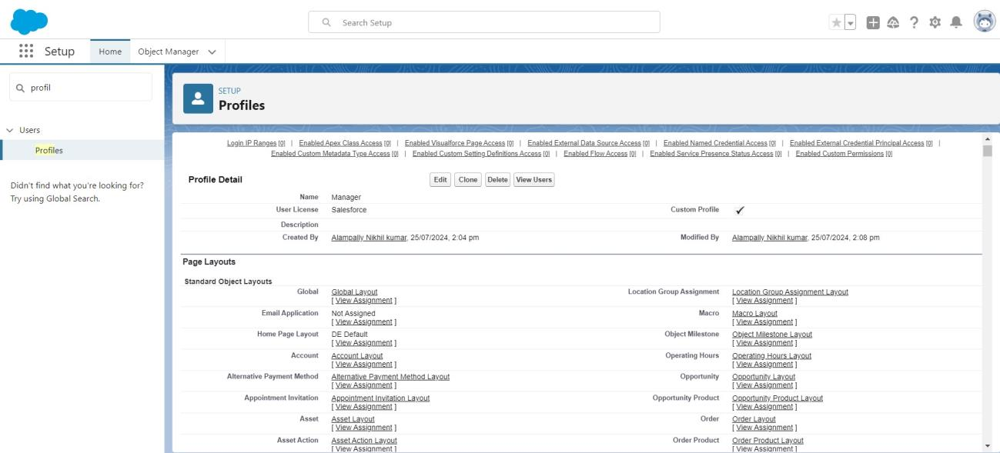 Search Setup
Setup
Home
Object Manager
profil
Users
Profiles
Didn't find what you're looking for?
Try using Global Search.
SETUP
Profiles
Login IP Ranges [0] | Enabled Apex Class Access [0] | Enabled Visualforce Page Access [0] | Enabled External Data Source Access [0] | Enabled Named Credential Access [0] | Enabled External Credential Principal Access [0] |
Enabled Custom Metadata Type Access [0] | Enabled Custom Setting Definitions Access [0] | Enabled Flow Access [0] | Enabled Service Presence Status Access [0] | Enabled Custom Permissions [0]
Profile Detail Edit Clone Delete View Users
Name Manager
User License Salesforce Custom Profile ✓
Description
Created By Alampally Nikhil kumar, 25/07/2024, 2:04 pm Modified By Alampally Nikhil kumar, 25/07/2024, 2:08 pm
Page Layouts
Standard Object Layouts
Global Global Layout Location Group Assignment Location Group Assignment Layout
[ View Assignment ] [ View Assignment ]
Email Application Not Assigned Macro Macro Layout
[ View Assignment ] [ View Assignment ]
Home Page Layout DE Default Object Milestone Object Milestone Layout
[ View Assignment ] [ View Assignment ]
Account Account Layout Operating Hours Operating Hours Layout
[ View Assignment ] [ View Assignment ]
Alternative Payment Method Alternative Payment Method Layout Opportunity Opportunity Layout
[ View Assignment ] [ View Assignment ]
Appointment Invitation Appointment Invitation Layout Opportunity Product Opportunity Product Layout
[ View Assignment ] [ View Assignment ]
Asset Asset Layout Order Order Layout
[ View Assignment ] [ View Assignment ]
Asset Action Asset Action Layout Order Product Order Product Layout
[ View Assignment ] [ View Assignment ]